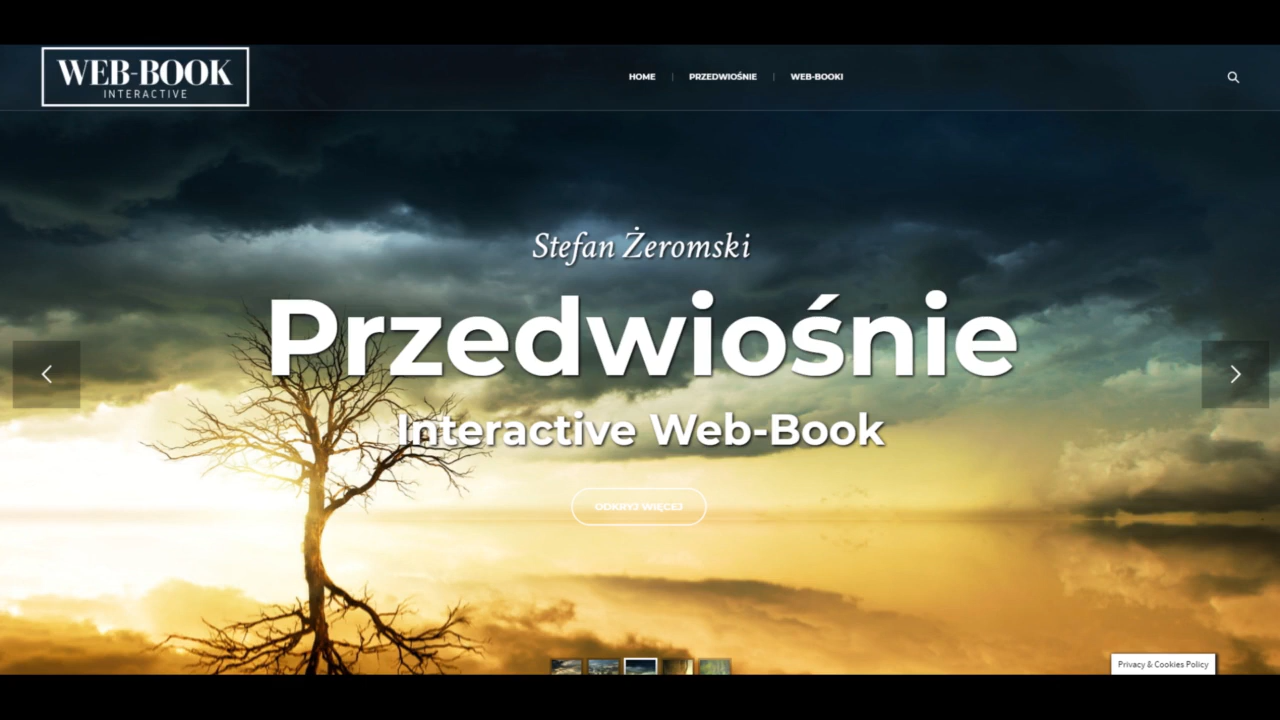 WEB-BOOK
INTERACTIVE
HOME | PRZEDWIOŚNIE | WEB-BOOKI
Stefan Żeromski
Przedwiośnie
Interactive Web-Book
ODKRYJ WIĘCEJ
Privacy & Cookies Policy